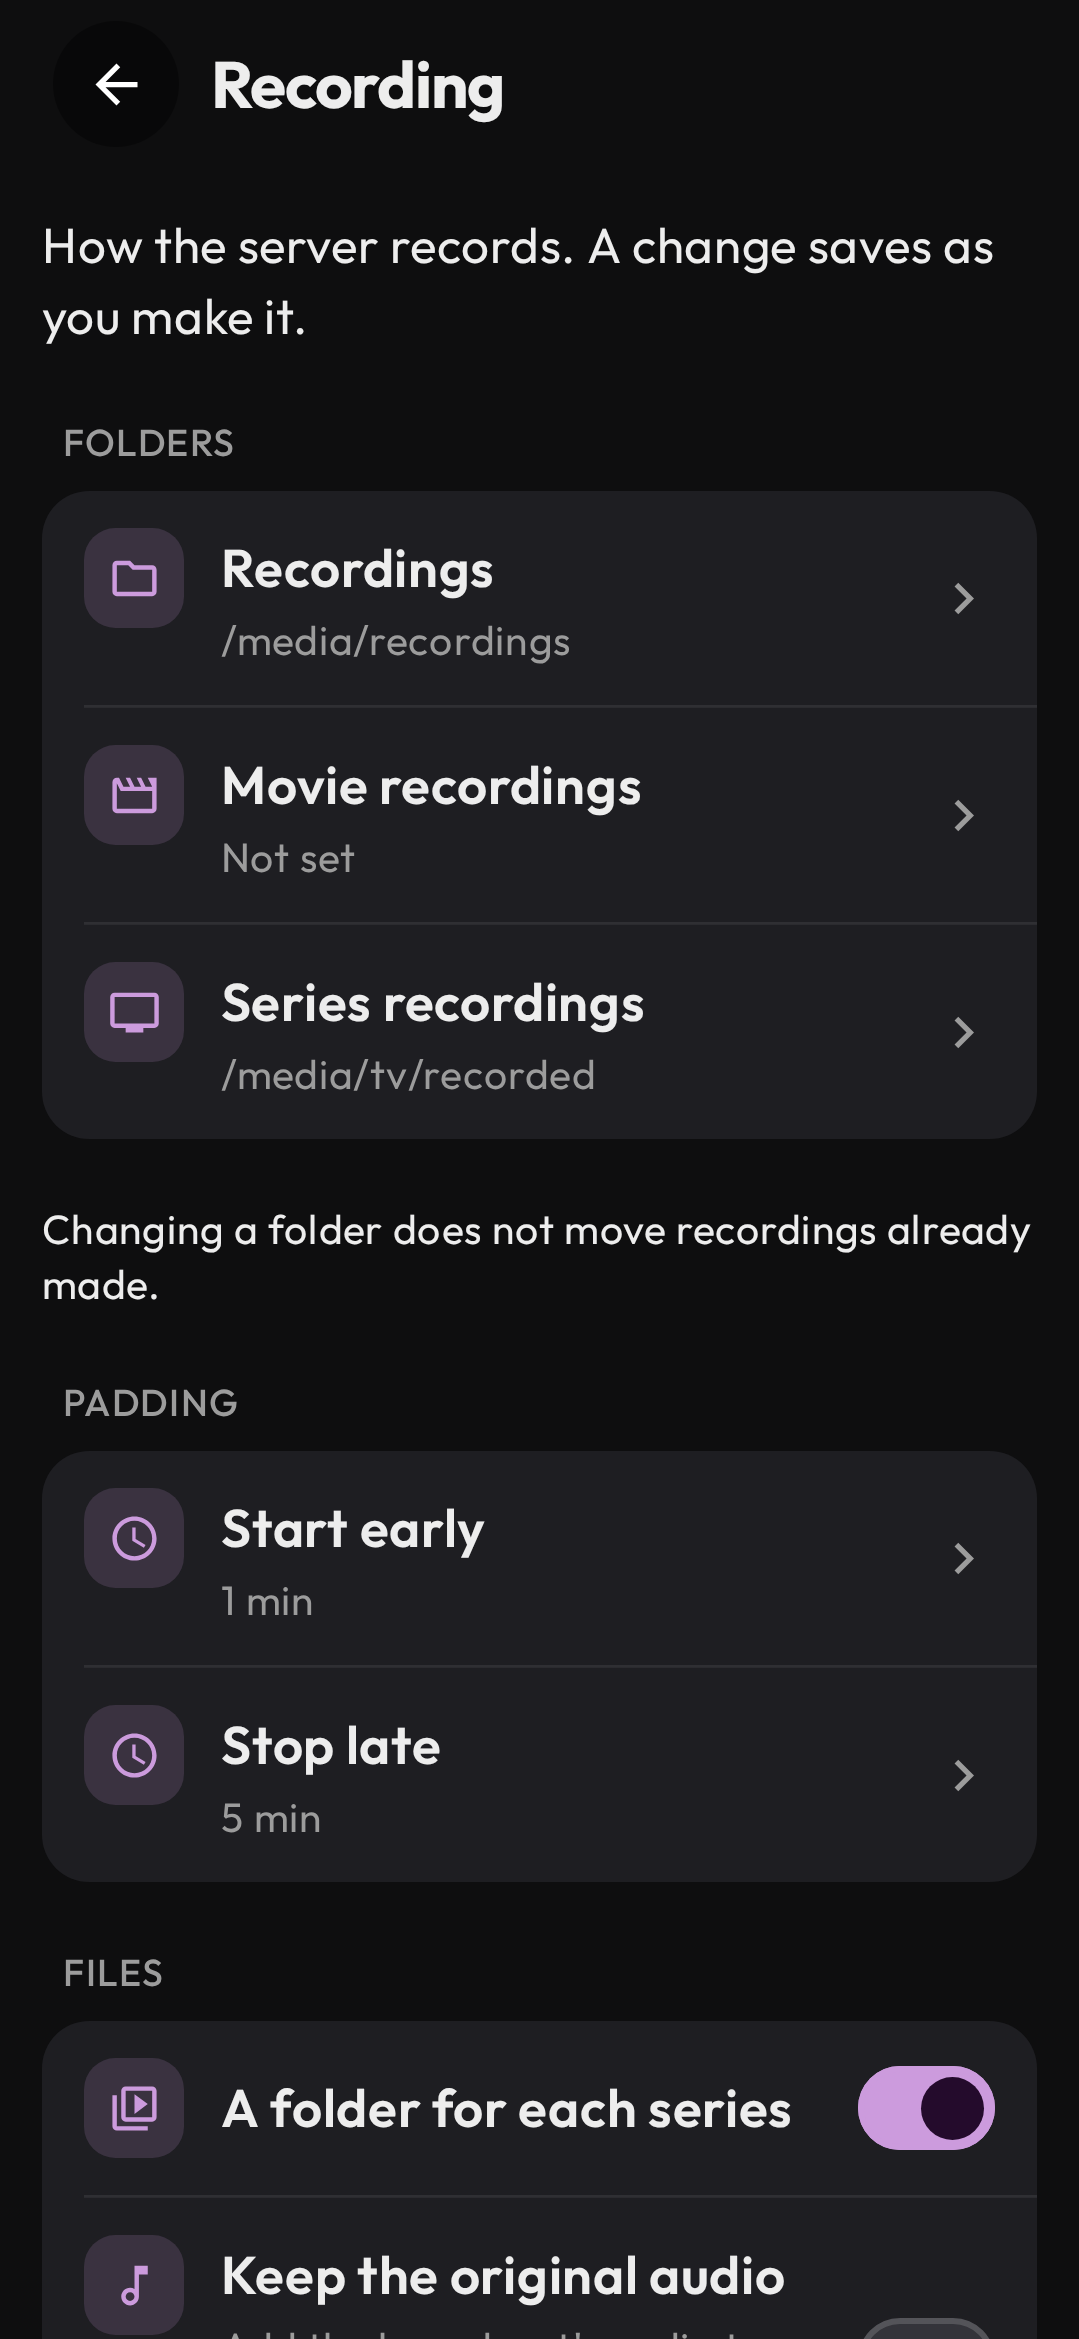 Recording
How the server records. A change saves as
you make it.
FOLDERS
Recordings
/media/recordings
Movie recordings
Not set
Series recordings
/media/tv/recorded
Changing a folder does not move recordings already
made.
PADDING
Start early
1 min
Stop late
5 min
FILES
A folder for each series
Keep the original audio